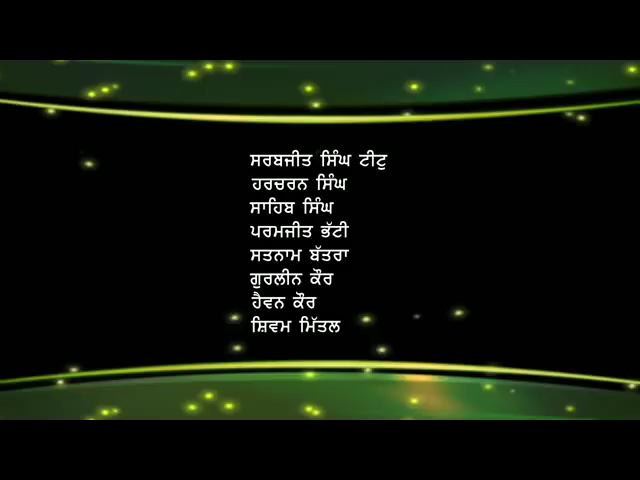 ਸਰਬਜੀਤ ਸਿੰਘ ਟੀਟੂ
ਹਰਚਰਨ ਸਿੰਘ
ਸਾਹਿਬ ਸਿੰਘ
ਪਰਮਜੀਤ ਭੱਟੀ
ਸਤਨਾਮ ਬੱਤਰਾ
ਗੁਰਲੀਨ ਕੌਰ
ਹੈਵਨ ਕੌਰ
ਸ਼ਿਵਮ ਮਿੱਤਲ